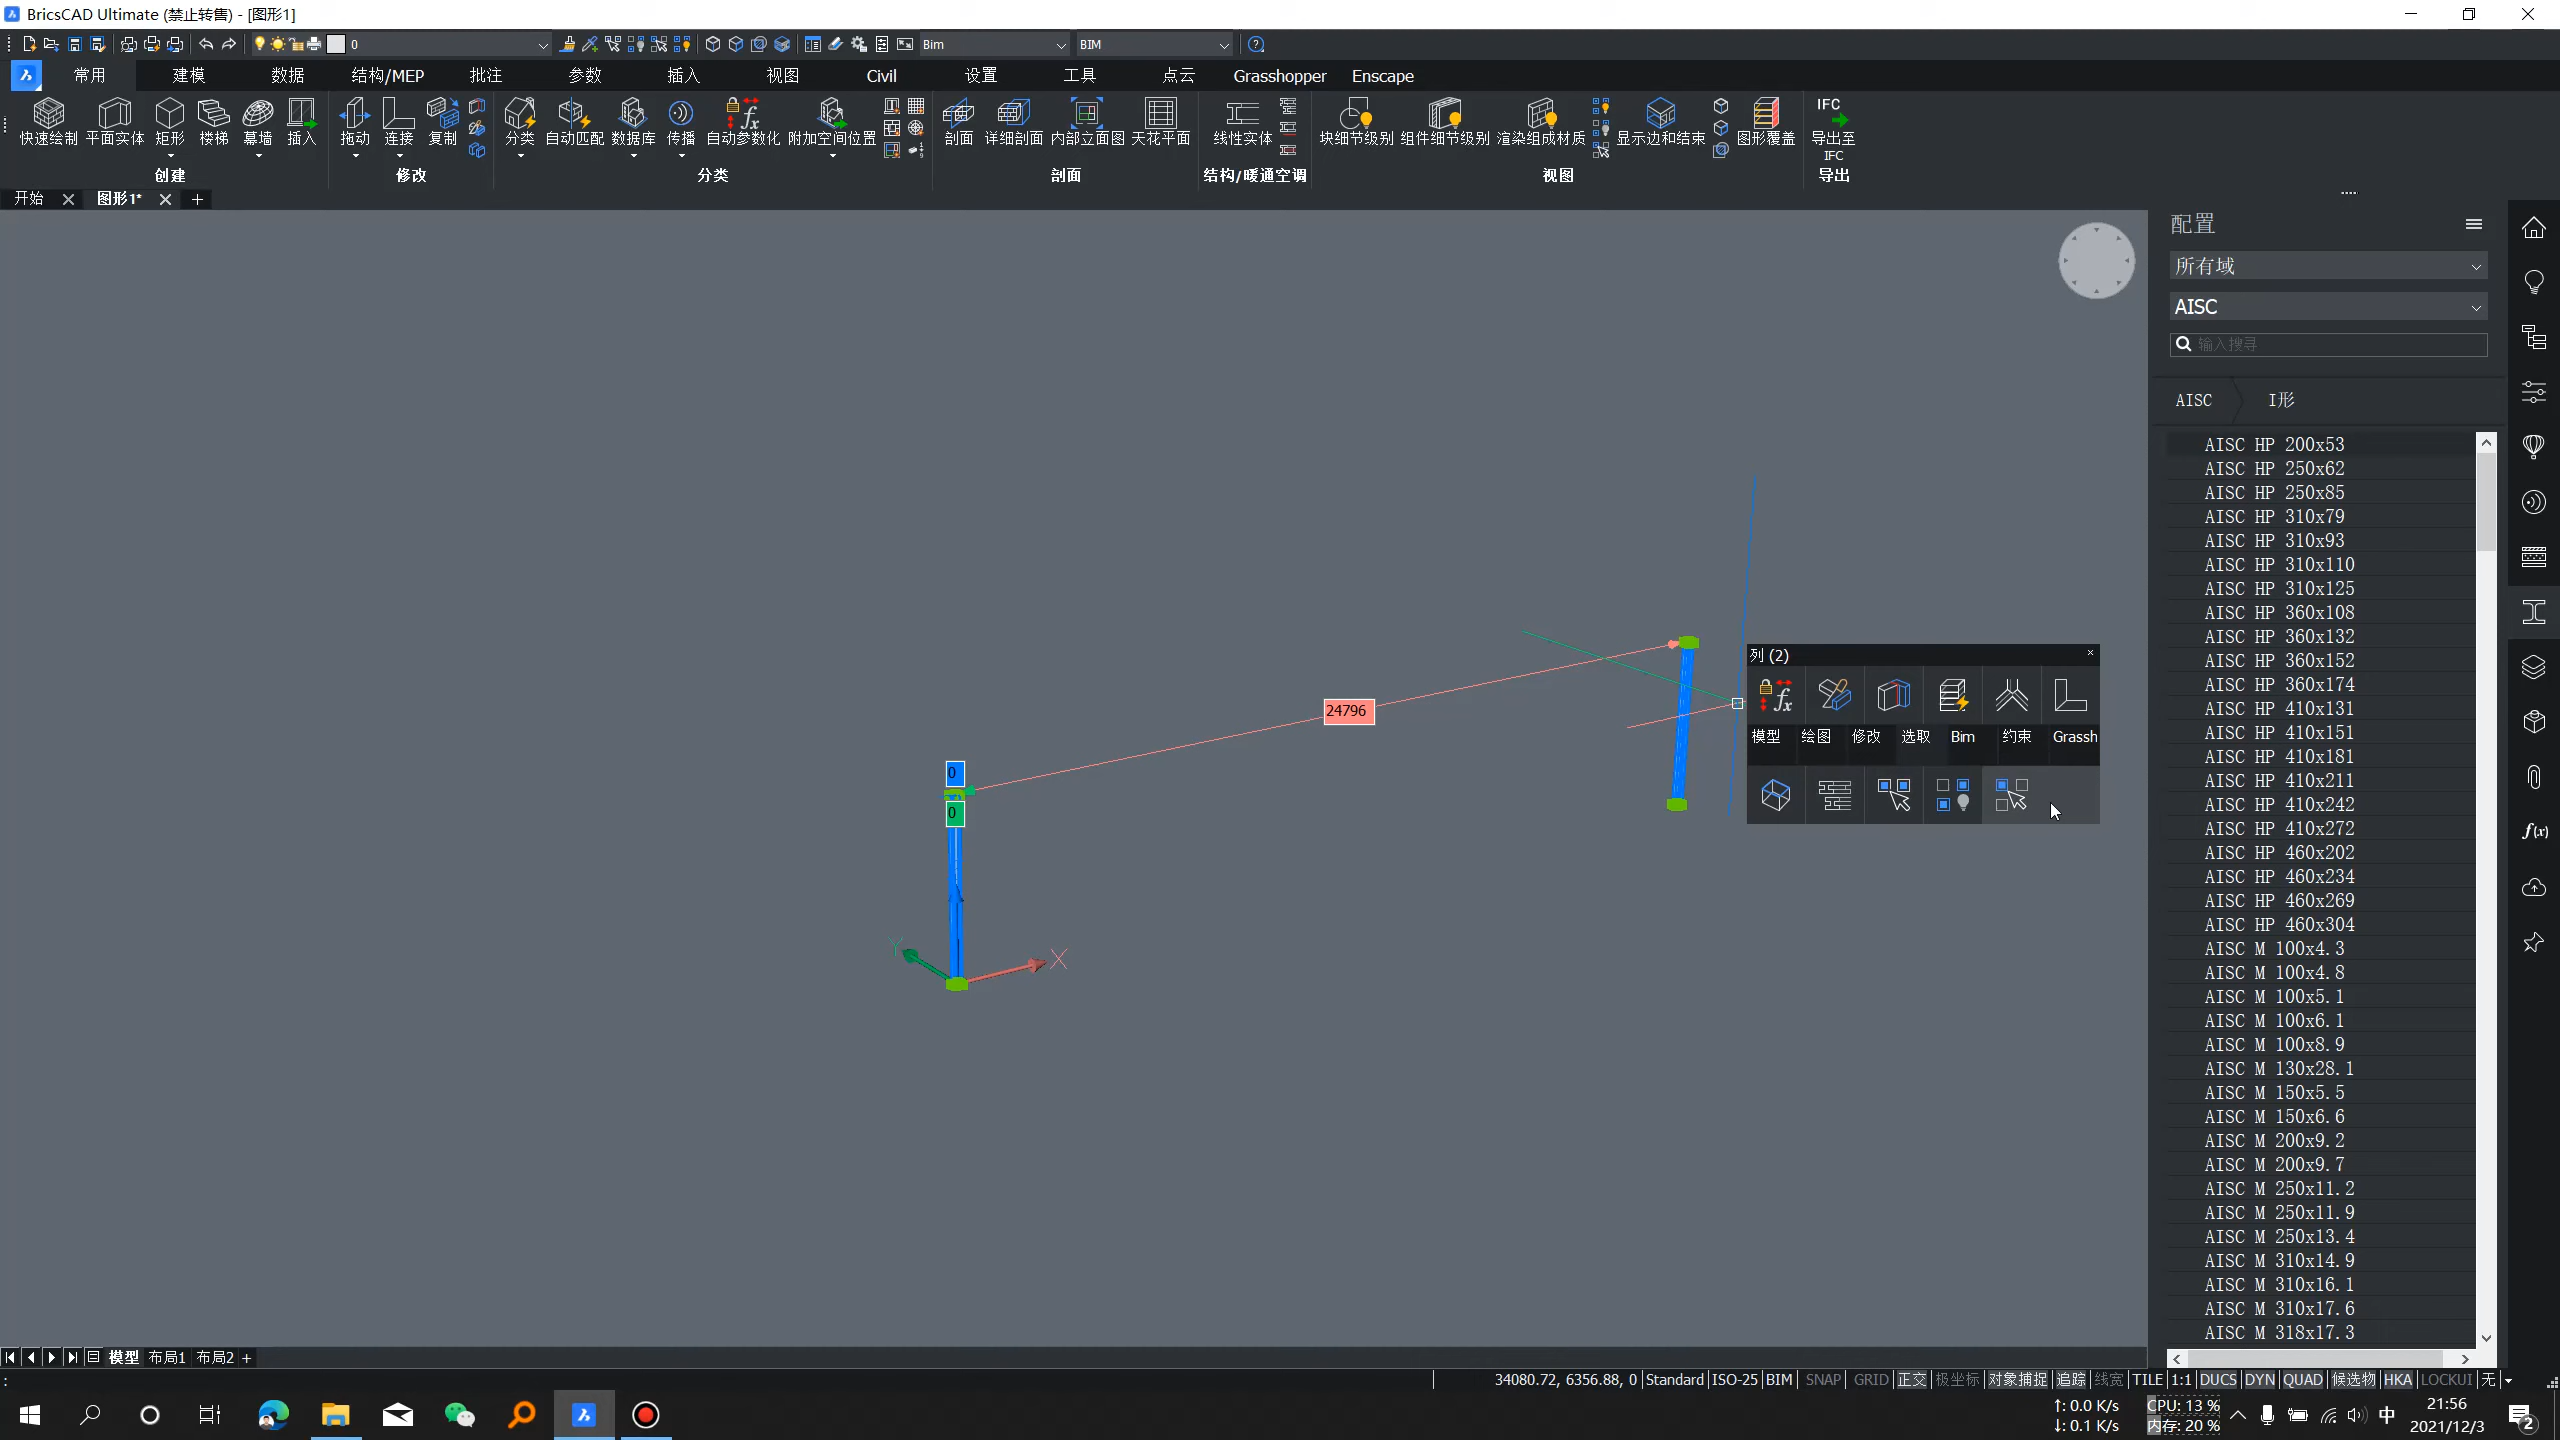 BricsCAD Ultimate (禁止转售) - [图形1]
0 Bim BIM
常用 建模 数据 结构/MEP 批注 参数 插入 视图 Civil 设置 工具 点云 Grasshopper Enscape
快速绘制 平面实体 矩形 楼梯 幕墙 插入 拖动 连接 复制 分类 自动匹配 数据库 传播 自动参数化 附加空间位置 剖面 详细剖面 内部立面图 天花平面 线性实体 块细节级别 组件细节级别 渲染组成材质 显示边和结束 图形覆盖 IFC 导出至 IFC
创建 修改 分类 剖面 结构/暖通空调 视图 导出
开始 图形1* +
配置
所有域
AISC
输入搜寻
AISC I形
AISC HP 200x53
AISC HP 250x62
AISC HP 250x85
AISC HP 310x79
AISC HP 310x93
AISC HP 310x110
AISC HP 310x125
AISC HP 360x108
AISC HP 360x132
AISC HP 360x152
AISC HP 360x174
AISC HP 410x131
AISC HP 410x151
AISC HP 410x181
AISC HP 410x211
AISC HP 410x242
AISC HP 410x272
AISC HP 460x202
AISC HP 460x234
AISC HP 460x269
AISC HP 460x304
AISC M 100x4.3
AISC M 100x4.8
AISC M 100x5.1
AISC M 100x6.1
AISC M 100x8.9
AISC M 130x28.1
AISC M 150x5.5
AISC M 150x6.6
AISC M 200x9.2
AISC M 200x9.7
AISC M 250x11.2
AISC M 250x11.9
AISC M 250x13.4
AISC M 310x14.9
AISC M 310x16.1
AISC M 310x17.6
AISC M 318x17.3
列 (2)
模型 绘图 修改 选取 Bim 约束 Grassh
24796
0
0
Y X
模型 布局1 布局2 +
:
34080.72, 6356.88, 0 Standard ISO-25 BIM SNAP GRID 正交 极坐标 对象捕捉 追踪 线宽 TILE 1:1 DUCS DYN QUAD 候选物 HKA LOCKUI 无
↑: 0.0 K/s
↓: 0.1 K/s
CPU: 13 %
内存: 20 %
中
21:56
2021/12/3
2